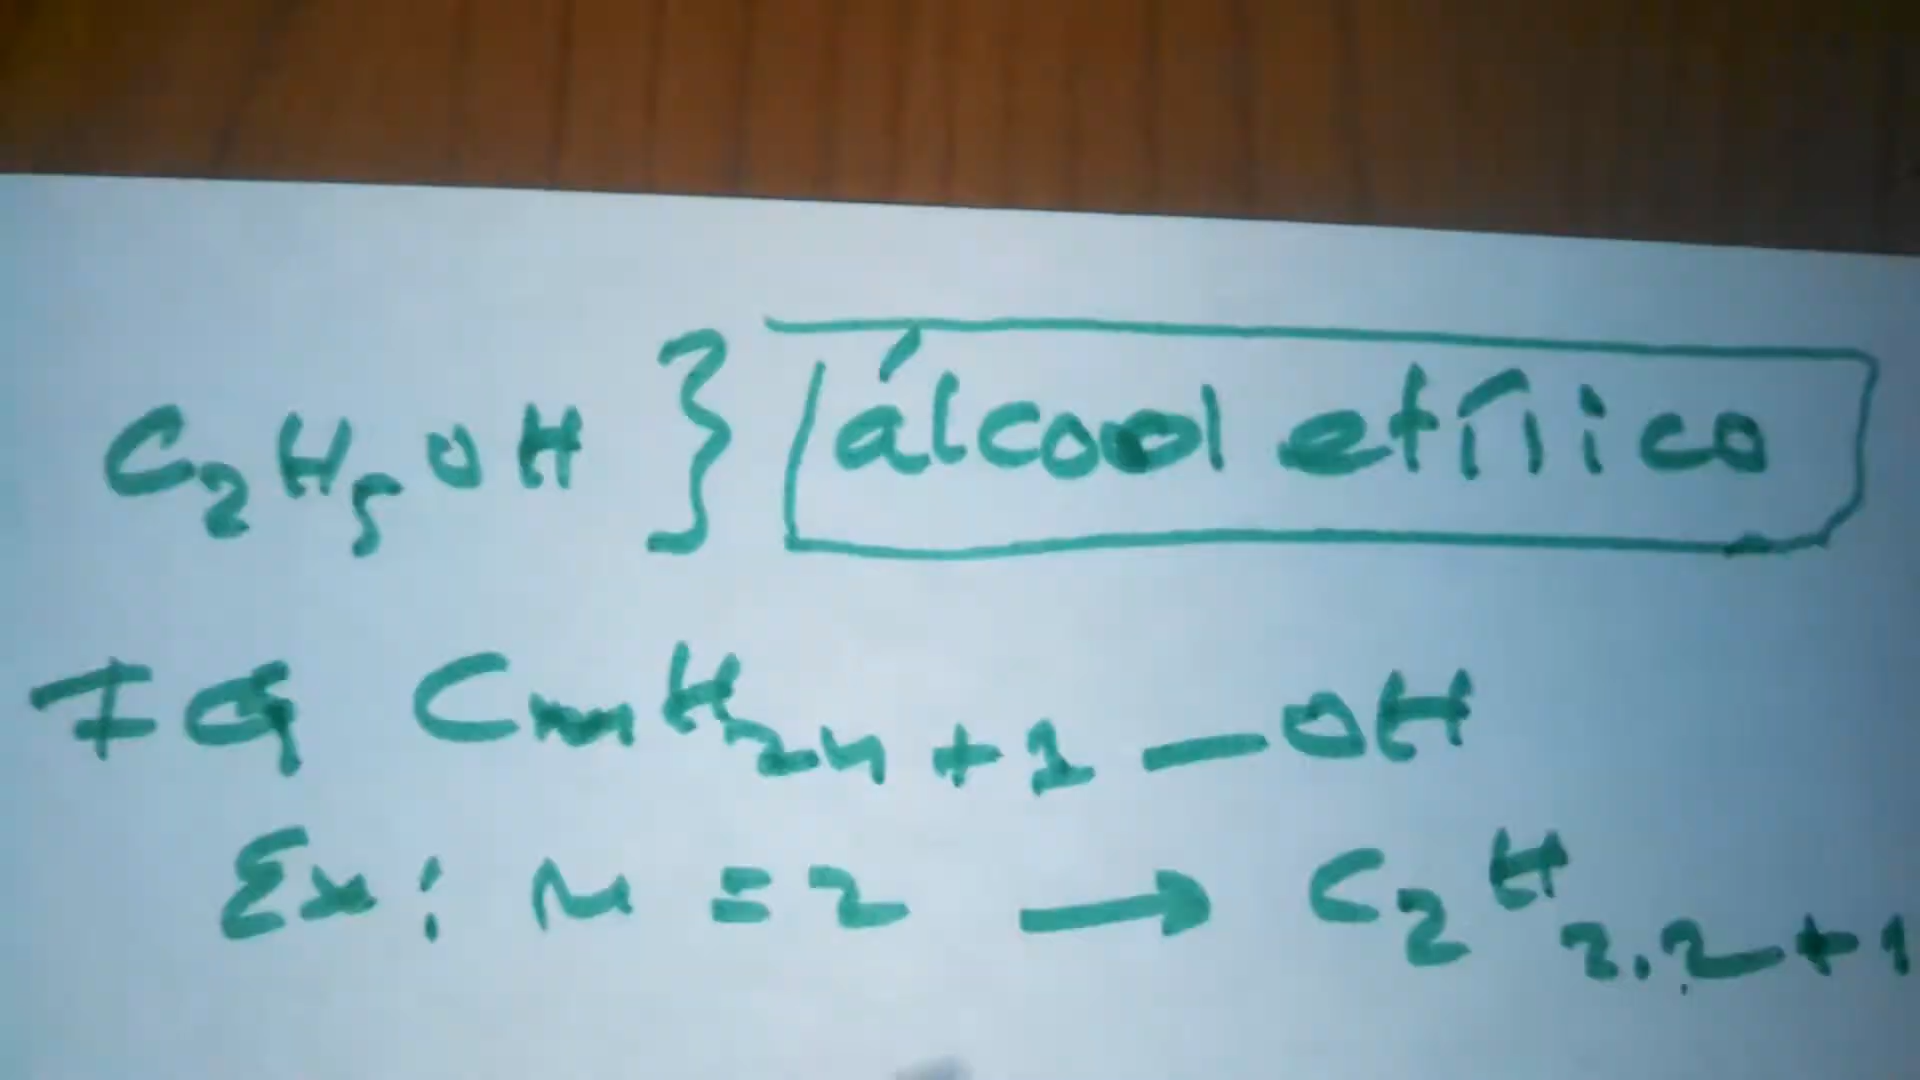 C₂H₅OH } álcool etílico
FG CnH₂n+1 — OH
Ex: n = 2 → C₂H₂.₂+1